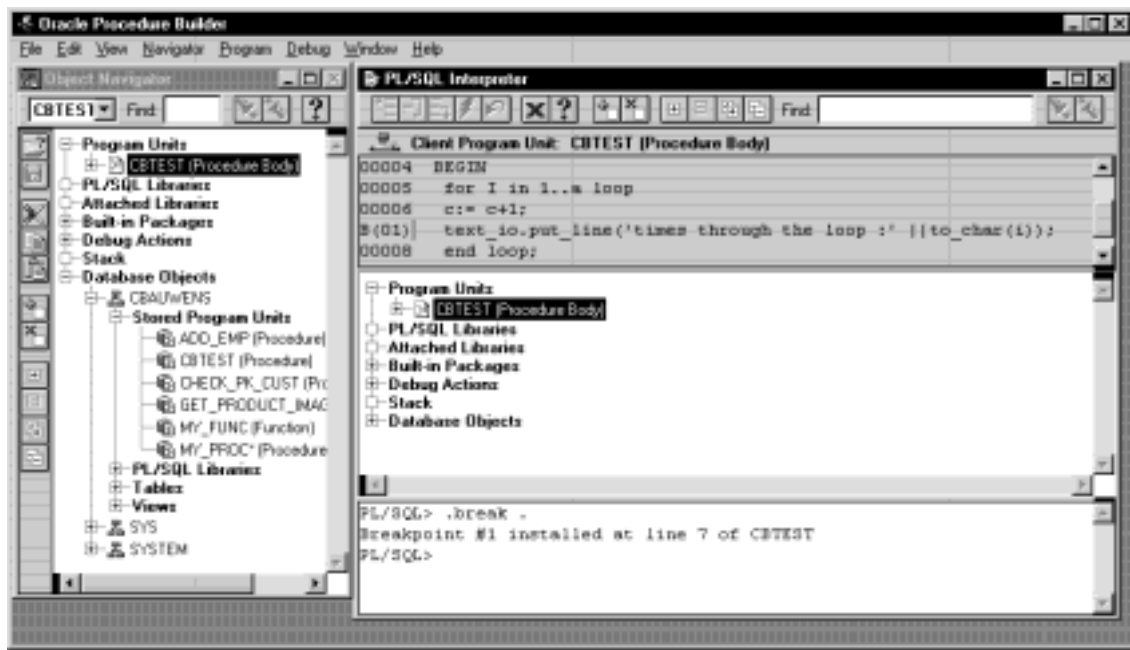 Oracle Procedure Builder
File Edit View Navigator Program Debug Window Help
Object Navigator
CBTEST Find:
Program Units
CBTEST (Procedure Body)
PL/SQL Libraries
Attached Libraries
Built-in Packages
Debug Actions
Stack
Database Objects
CBAUWENS
Stored Program Units
ADD_EMP (Procedure)
CBTEST (Procedure)
CHECK_PK_CUST (Pro
GET_PRODUCT_IMAG
MY_FUNC (Function)
MY_PROC* (Procedure
PL/SQL Libraries
Tables
Views
SYS
SYSTEM
PL/SQL Interpreter
Find:
Client Program Unit: CBTEST (Procedure Body)
00004 BEGIN
00005 for I in 1..m loop
00006 c:= c+1;
B(01) text_io.put_line('times through the loop :' ||to_char(i));
00008 end loop;
Program Units
CBTEST (Procedure Body)
PL/SQL Libraries
Attached Libraries
Built-in Packages
Debug Actions
Stack
Database Objects
PL/SQL> .break .
Breakpoint #1 installed at line 7 of CBTEST
PL/SQL>